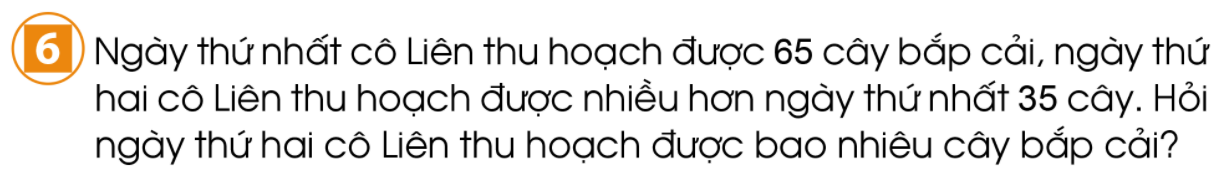 6 Ngày thứ nhất cô Liên thu hoạch được 65 cây bắp cải, ngày thứ
hai cô Liên thu hoạch được nhiều hơn ngày thứ nhất 35 cây. Hỏi
ngày thứ hai cô Liên thu hoạch được bao nhiêu cây bắp cải?